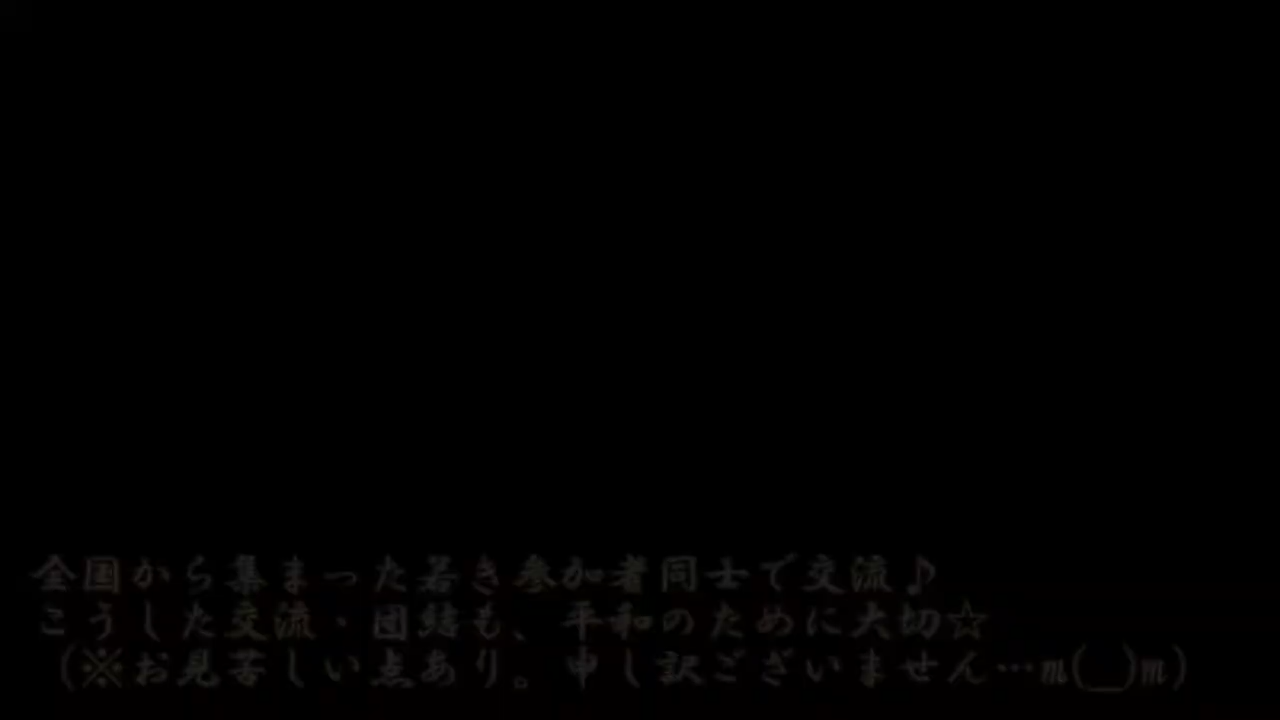 全国から集まった若き参加者同士で交流♪
こうした交流・団結も、平和のために大切☆
(※お見苦しい点あり。申し訳ございません…m(__)m)